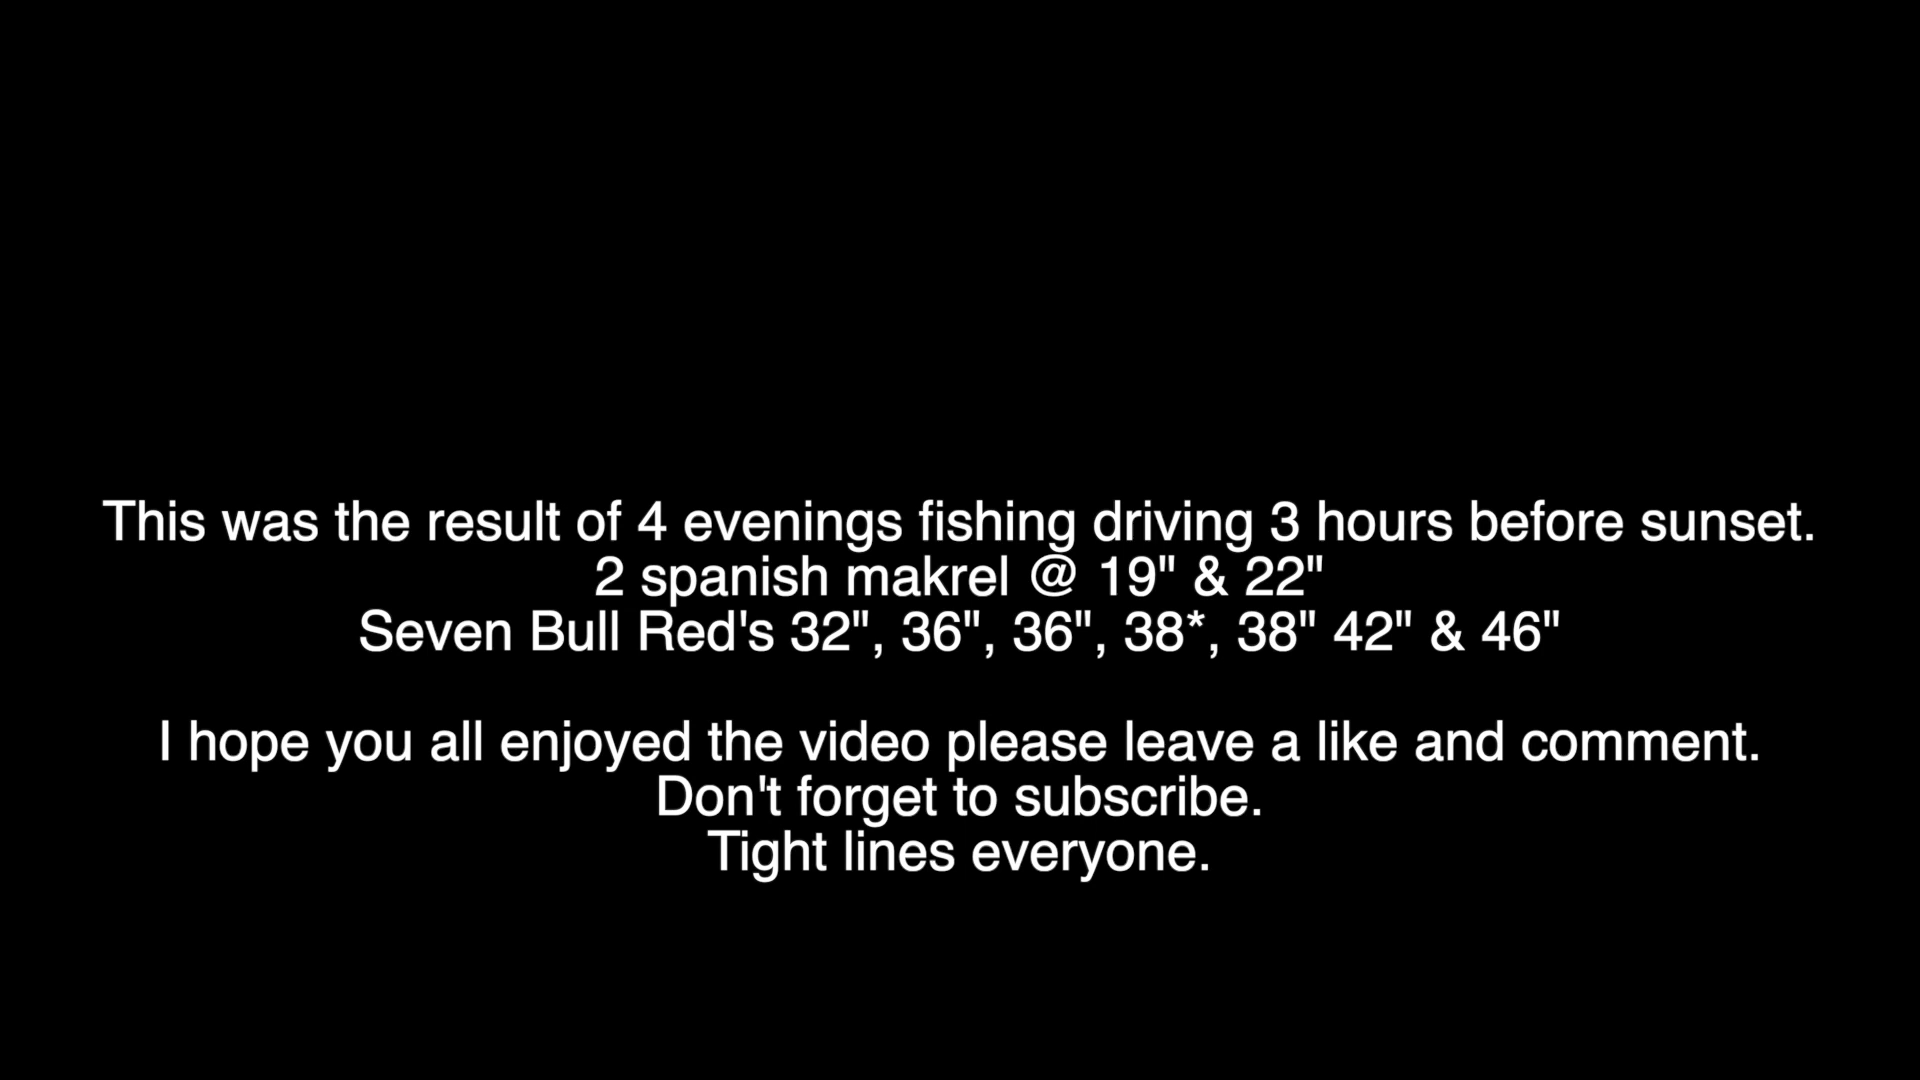 This was the result of 4 evenings fishing driving 3 hours before sunset.
2 spanish makrel @ 19" & 22"
Seven Bull Red's 32", 36", 36", 38*, 38" 42" & 46"
I hope you all enjoyed the video please leave a like and comment.
Don't forget to subscribe.
Tight lines everyone.